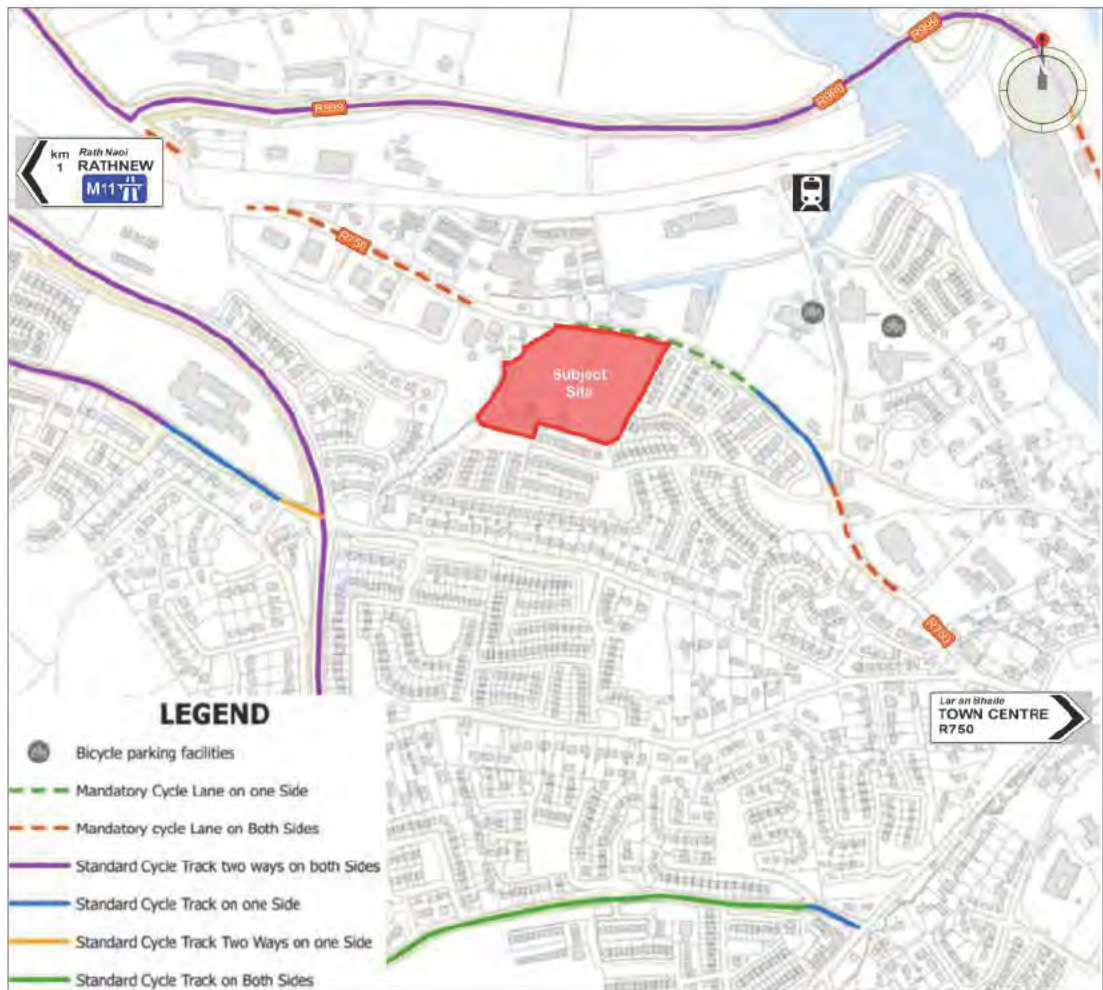 R999
R999
R999
km
1
Rath Naoi
RATHNEW
M11
R750
Subject
Site
R750
Lar an Bhaile
TOWN CENTRE
R750
LEGEND
Bicycle parking facilities
Mandatory Cycle Lane on one Side
Mandatory cycle Lane on Both Sides
Standard Cycle Track two ways on both Sides
Standard Cycle Track on one Side
Standard Cycle Track Two Ways on one Side
Standard Cycle Track on Both Sides